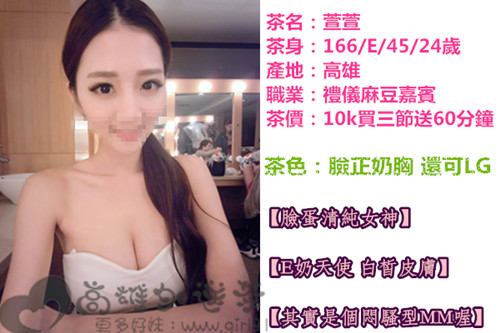 茶名：萱萱
茶身：166/E/45/24歲
產地：高雄
職業：禮儀麻豆嘉賓
茶價：10k買三節送60分鐘
茶色：臉正奶胸 還可LG
【臉蛋清純女神】
【E奶天使 白皙皮膚】
【其實是個悶騷型MM喔】